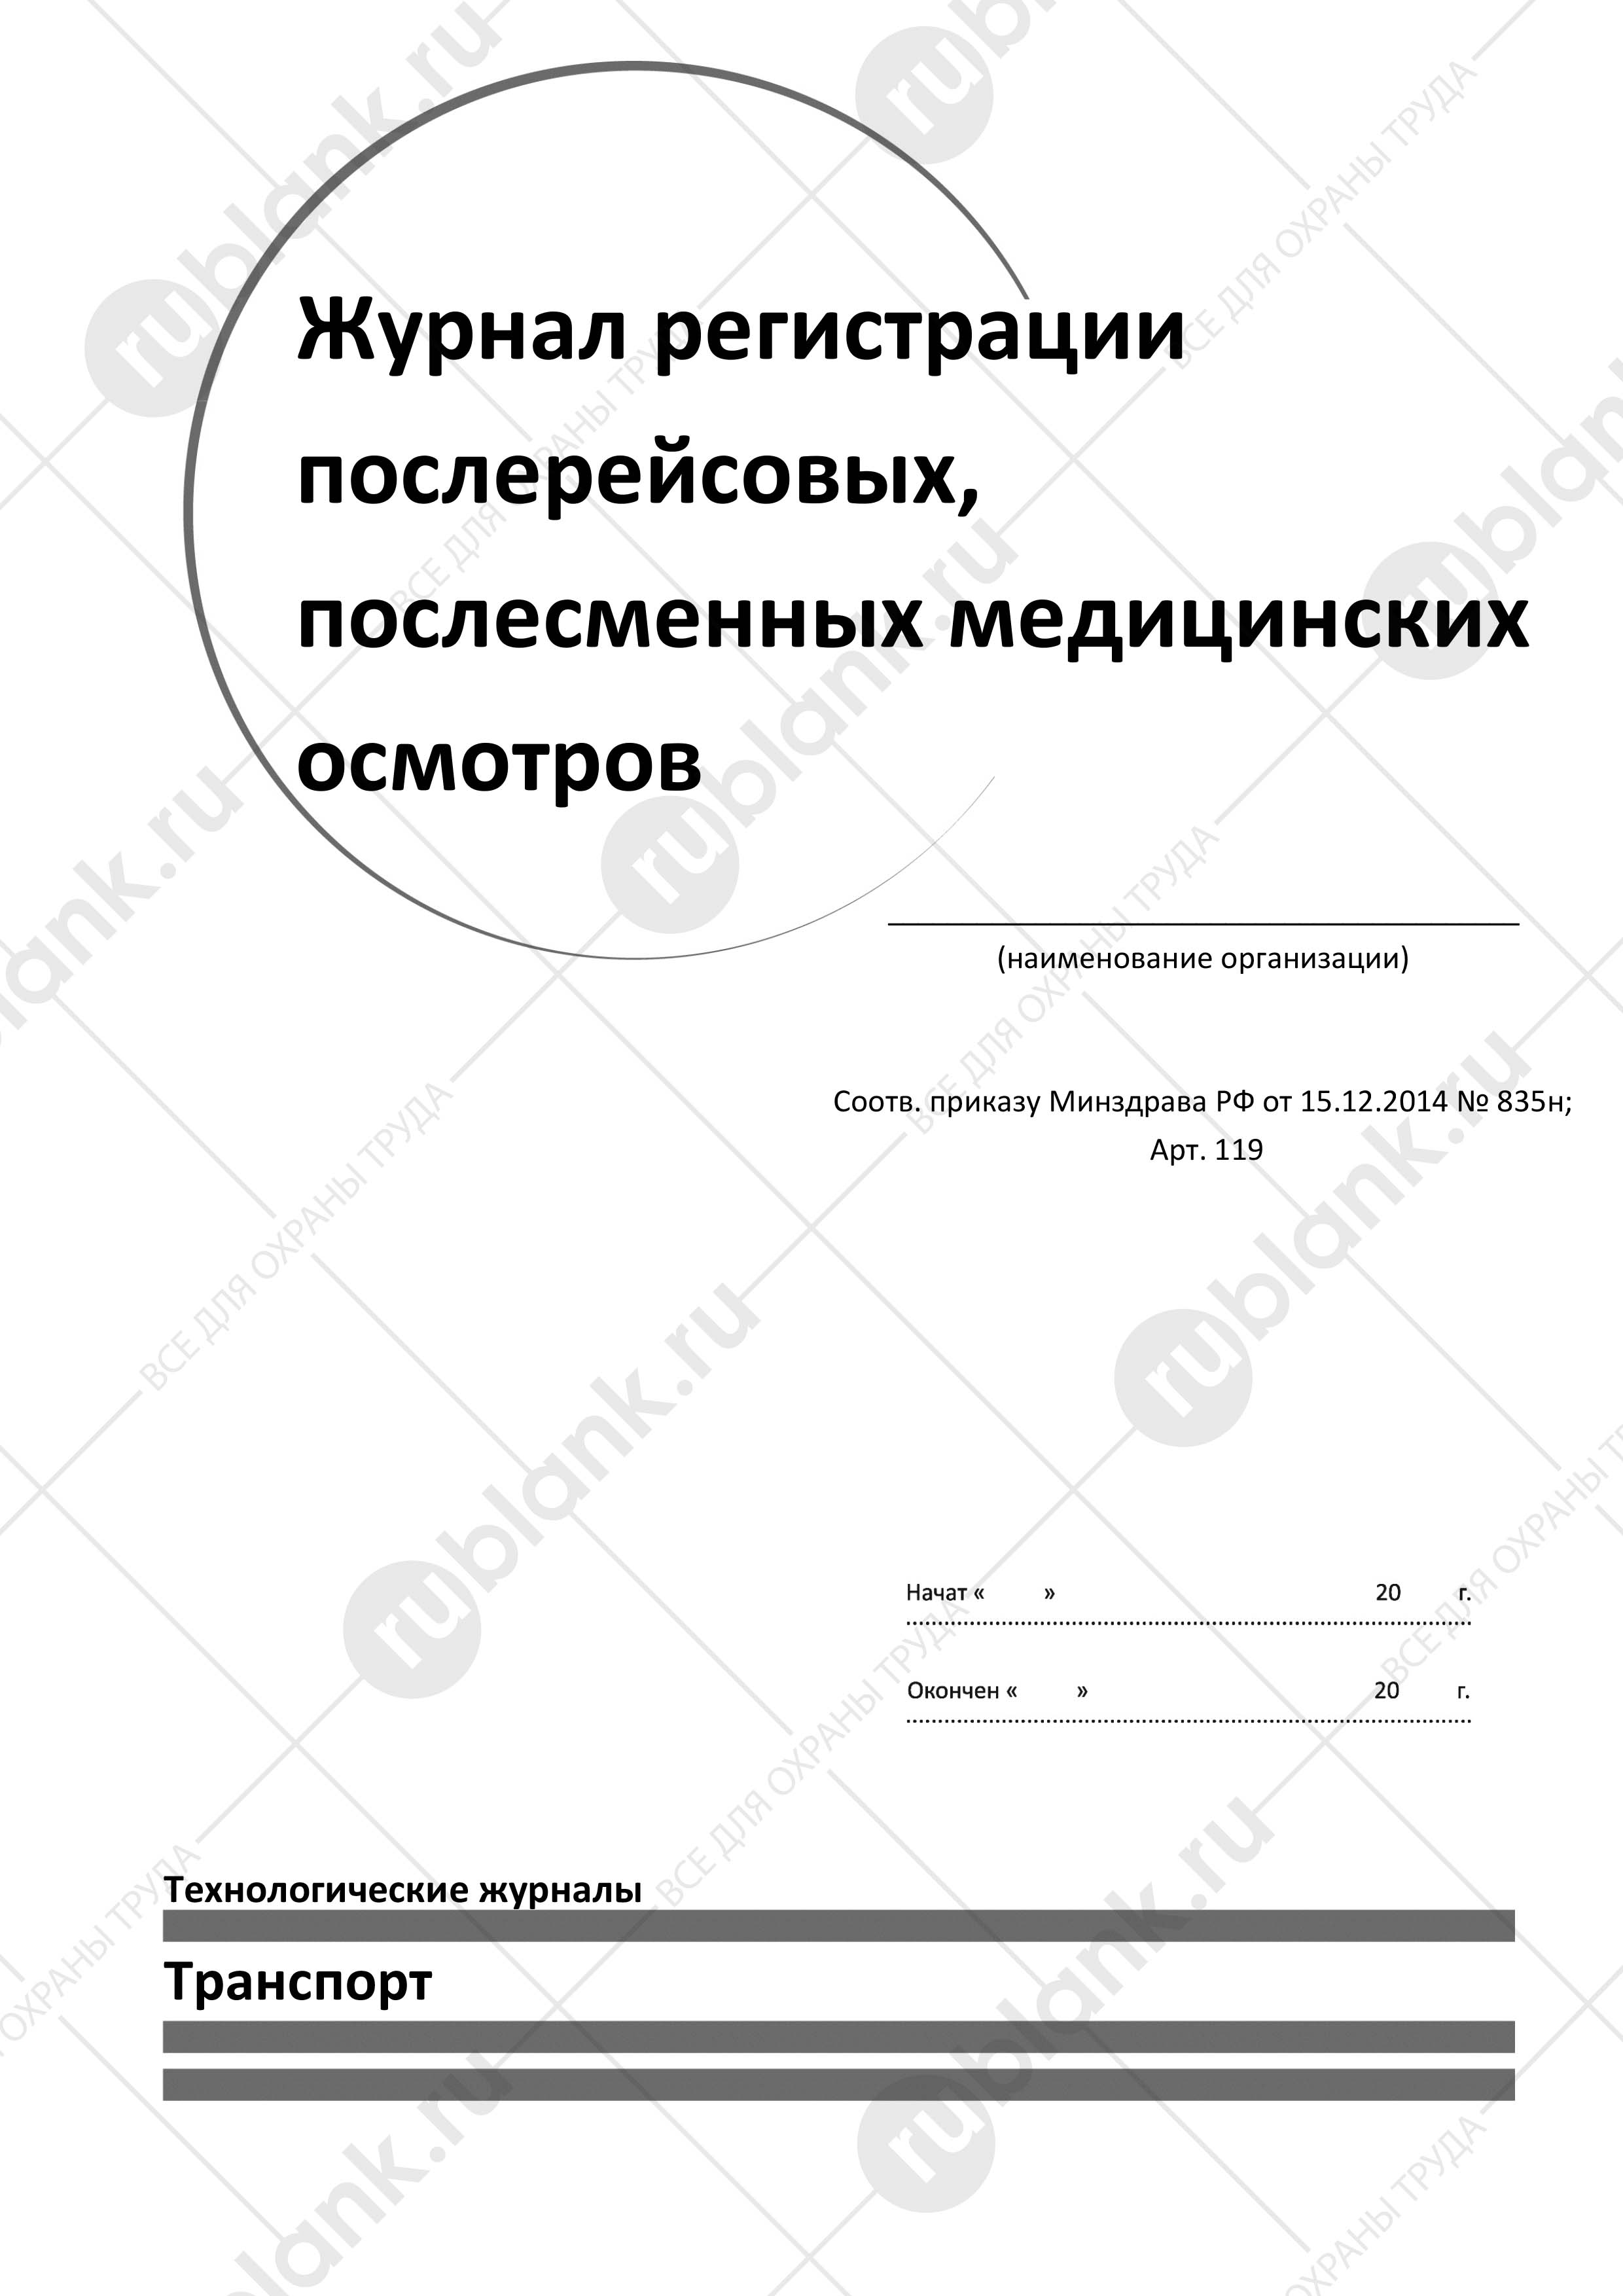 Журнал регистрации
послерейсовых,
послесменных медицинских
осмотров
(наименование организации)
Соотв. приказу Минздрава РФ от 15.12.2014 № 835н;
Арт. 119
Начат « » 20 г.
Окончен « » 20 г.
Технологические журналы
Транспорт
rublank.ru
ВСЕ ДЛЯ ОХРАНЫ ТРУДА